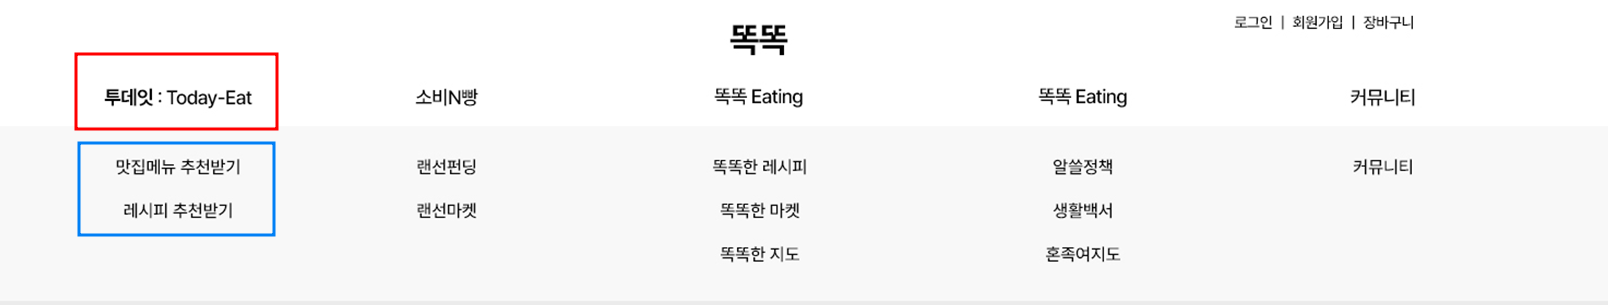 로그인 | 회원가입 | 장바구니
똑똑
투데잇 : Today-Eat 소비N빵 똑똑 Eating 똑똑 Eating 커뮤니티
맛집메뉴 추천받기 랜선펀딩 똑똑한 레시피 알쓸정책 커뮤니티
레시피 추천받기 랜선마켓 똑똑한 마켓 생활백서
똑똑한 지도 혼족여지도